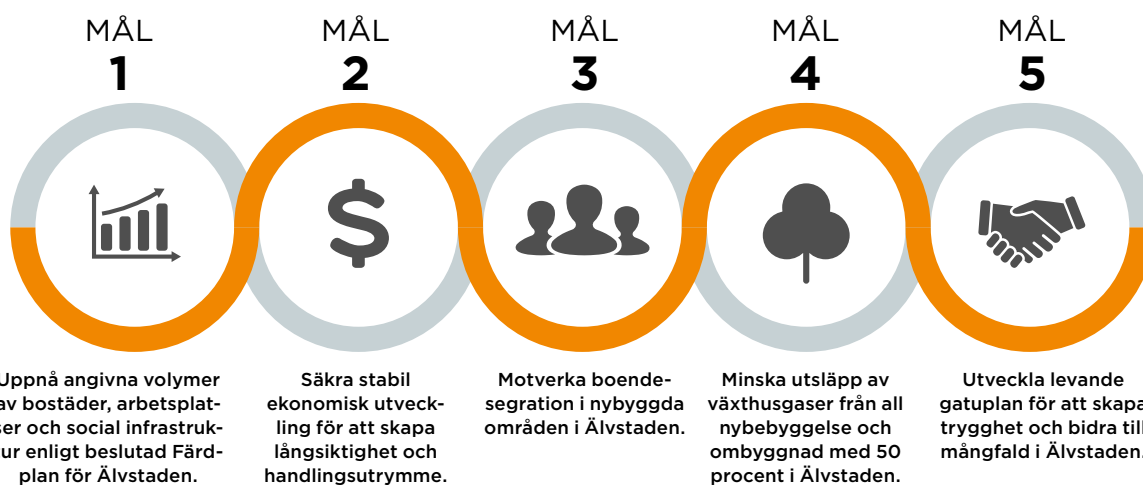 MÅL
1
Uppnå angivna volymer
av bostäder, arbetsplat-
ser och social infrastruk-
tur enligt beslutad Färd-
plan för Älvstaden.
MÅL
2
Säkra stabil
ekonomisk utveck-
ling för att skapa
långsiktighet och
handlingsutrymme.
MÅL
3
Motverka boende-
segration i nybyggda
områden i Älvstaden.
MÅL
4
Minska utsläpp av
växthusgaser från all
nybebyggelse och
ombyggnad med 50
procent i Älvstaden.
MÅL
5
Utveckla levande
gatuplan för att skapa
trygghet och bidra till
mångfald i Älvstaden.